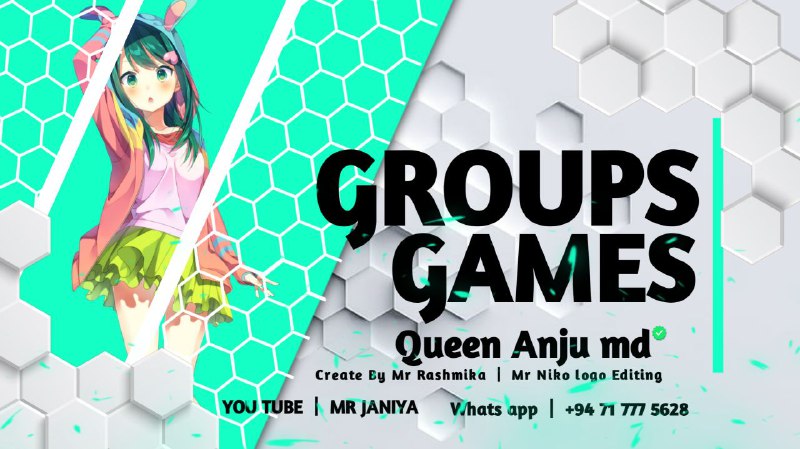 GROUPS
GAMES
Queen Anju md
Create By Mr Rashmika | Mr Niko Logo Editing
YOU TUBE | MR JANIYA Whats app | +94 71 777 5628